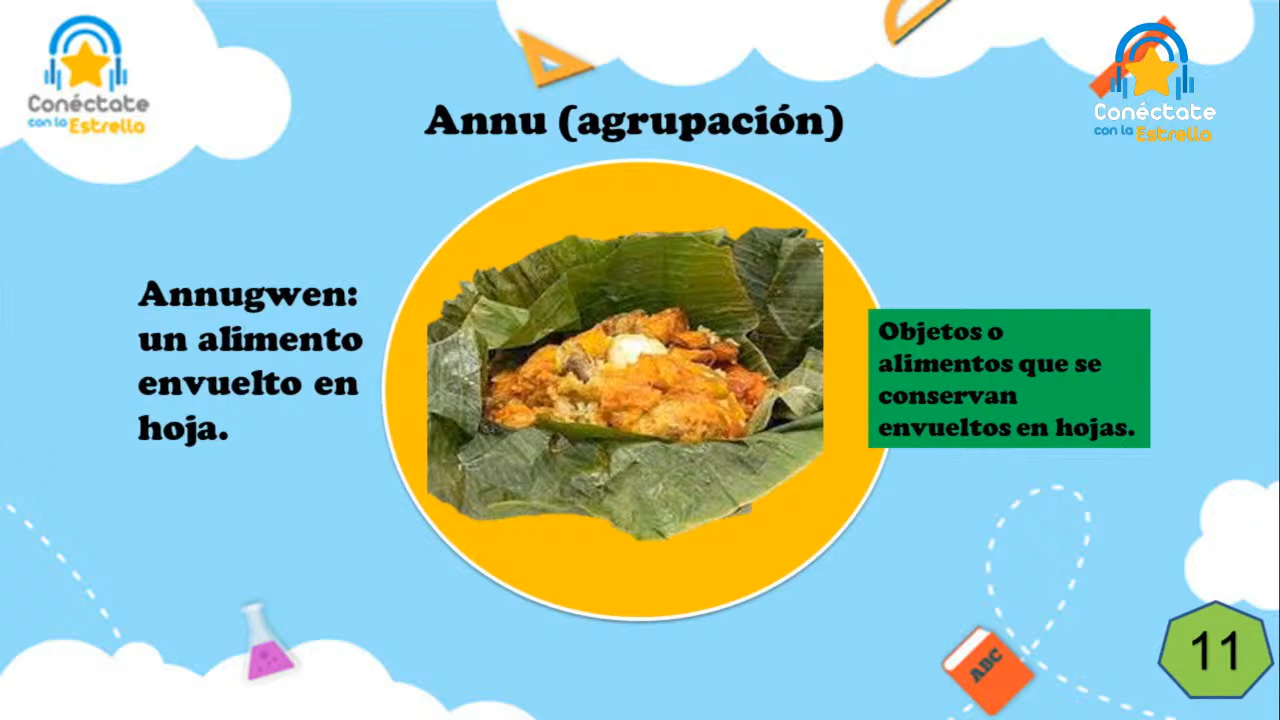 Conéctate
con la Estrella
Conéctate
con la Estrella
Annu (agrupación)
Annugwen:
un alimento
envuelto en
hoja.
Objetos o
alimentos que se
conservan
envueltos en hojas.
ABC
11